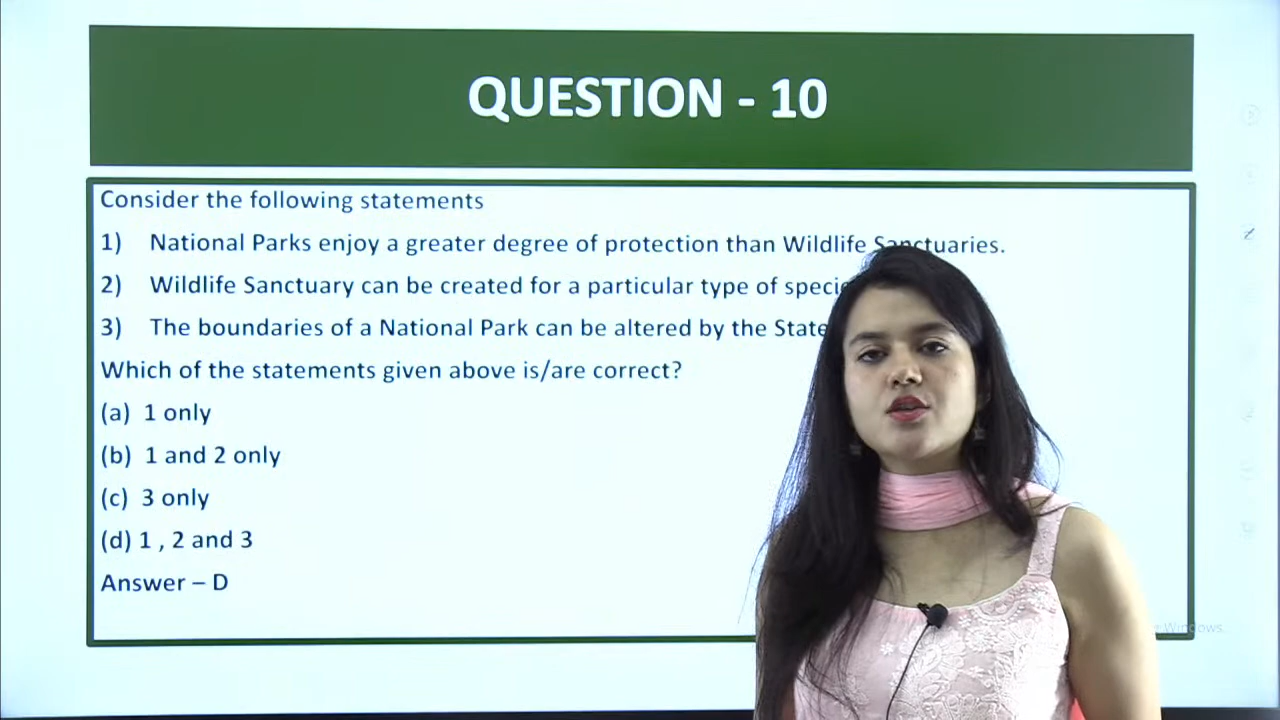 QUESTION - 10
Consider the following statements
1) National Parks enjoy a greater degree of protection than Wildlife Sanctuaries.
2) Wildlife Sanctuary can be created for a particular type of
3) The boundaries of a National Park can be altered by the State
Which of the statements given above is/are correct?
(a) 1 only
(b) 1 and 2 only
(c) 3 only
(d) 1 , 2 and 3
Answer – D
Windows.